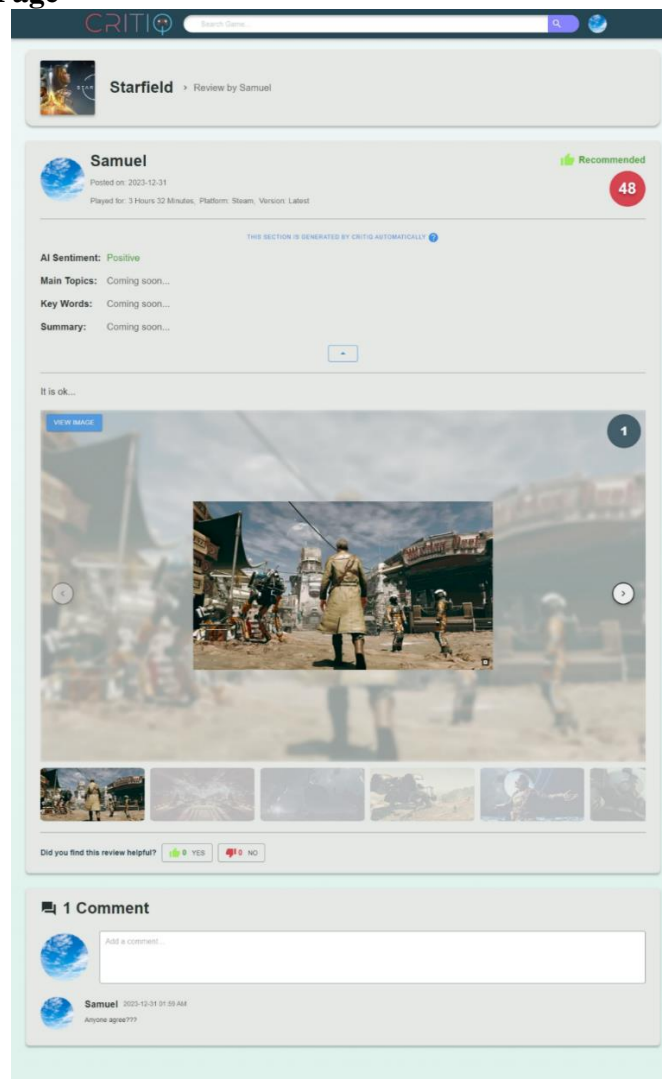 Page
CRITIQ
Search Game...
Starfield > Review by Samuel
Samuel
Recommended
Posted on: 2023-12-31
48
Played for: 3 Hours 32 Minutes, Platform: Steam, Version: Latest
THIS SECTION IS GENERATED BY CRITIQ AUTOMATICALLY ?
AI Sentiment: Positive
Main Topics: Coming soon...
Key Words: Coming soon...
Summary: Coming soon...
It is ok...
VIEW IMAGE
1
Did you find this review helpful? 0 YES 0 NO
1 Comment
Add a comment...
Samuel 2023-12-31 01:59 AM
Anyone agree???